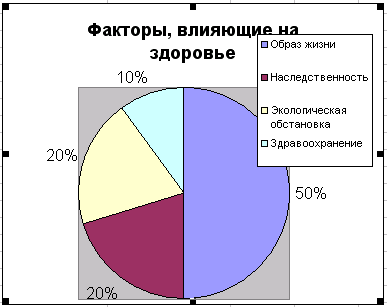 Факторы, влияющие на
здоровье
Образ жизни
Наследственность
Экологическая
обстановка
Здравоохранение
10%
20%
50%
20%